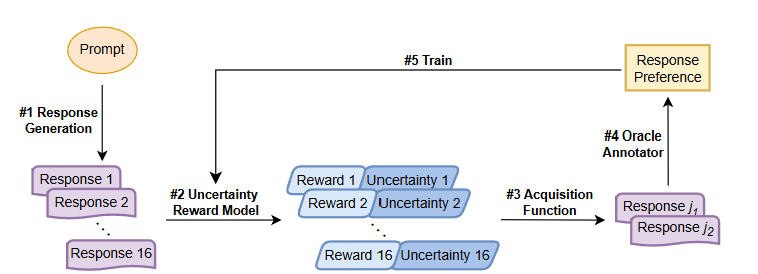 Prompt
#5 Train
Response
Preference
#1 Response
Generation
#4 Oracle
Annotator
Response 1
Response 2
...
Response 16
#2 Uncertainty
Reward Model
Reward 1 Uncertainty 1
Reward 2 Uncertainty 2
...
Reward 16 Uncertainty 16
#3 Acquisition
Function
Response j1
Response j2